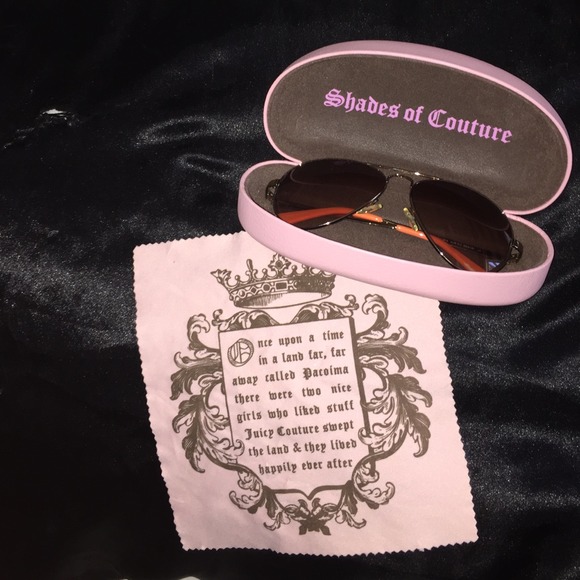 Shades of Couture
Once upon a time
in a land far, far
away called Pacoima
there were two nice
girls who liked stuff
Juicy Couture swept
the land & they lived
happily ever after